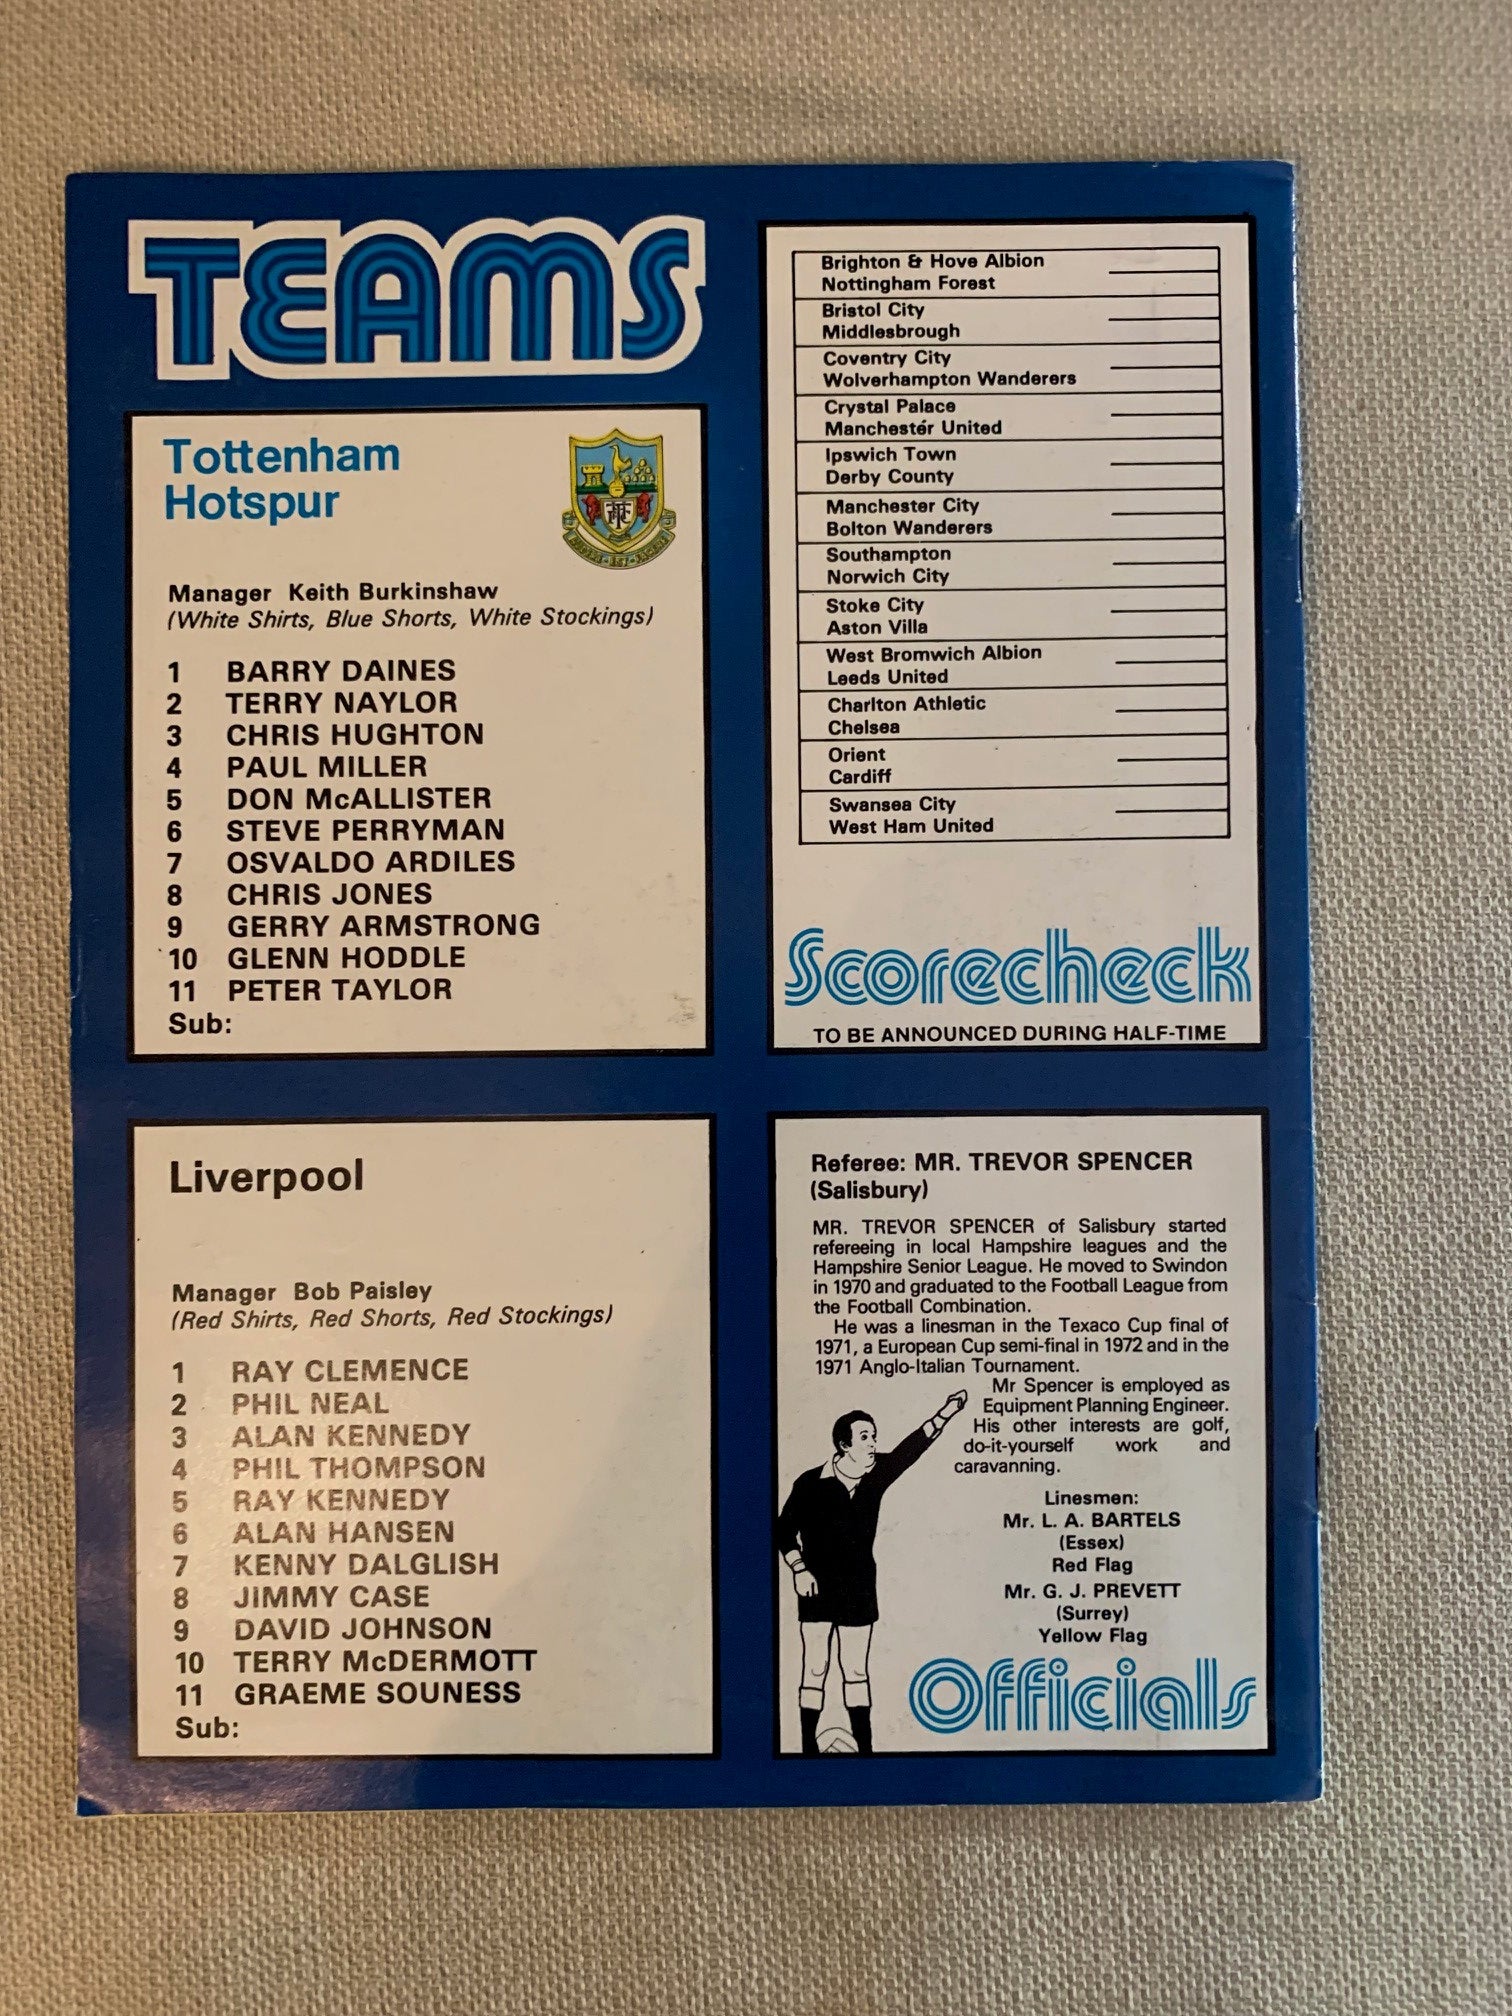 TEAMS
Tottenham
Hotspur
Manager Keith Burkinshaw
(White Shirts, Blue Shorts, White Stockings)
1 BARRY DAINES
2 TERRY NAYLOR
3 CHRIS HUGHTON
4 PAUL MILLER
5 DON McALLISTER
6 STEVE PERRYMAN
7 OSVALDO ARDILES
8 CHRIS JONES
9 GERRY ARMSTRONG
10 GLENN HODDLE
11 PETER TAYLOR
Sub:
Liverpool
Manager Bob Paisley
(Red Shirts, Red Shorts, Red Stockings)
1 RAY CLEMENCE
2 PHIL NEAL
3 ALAN KENNEDY
4 PHIL THOMPSON
5 RAY KENNEDY
6 ALAN HANSEN
7 KENNY DALGLISH
8 JIMMY CASE
9 DAVID JOHNSON
10 TERRY McDERMOTT
11 GRAEME SOUNESS
Sub:
Brighton & Hove Albion
Nottingham Forest
Bristol City
Middlesbrough
Coventry City
Wolverhampton Wanderers
Crystal Palace
Manchester United
Ipswich Town
Derby County
Manchester City
Bolton Wanderers
Southampton
Norwich City
Stoke City
Aston Villa
West Bromwich Albion
Leeds United
Charlton Athletic
Chelsea
Orient
Cardiff
Swansea City
West Ham United
Scorecheck
TO BE ANNOUNCED DURING HALF-TIME
Referee: MR. TREVOR SPENCER
(Salisbury)
MR. TREVOR SPENCER of Salisbury started
refereeing in local Hampshire leagues and the
Hampshire Senior League. He moved to Swindon
in 1970 and graduated to the Football League from
the Football Combination.
He was a linesman in the Texaco Cup final of
1971, a European Cup semi-final in 1972 and in the
1971 Anglo-Italian Tournament.
Mr Spencer is employed as
Equipment Planning Engineer.
His other interests are golf,
do-it-yourself work and
caravanning.
Linesmen:
Mr. L. A. BARTELS
(Essex)
Red Flag
Mr. G. J. PREVETT
(Surrey)
Yellow Flag
Officials